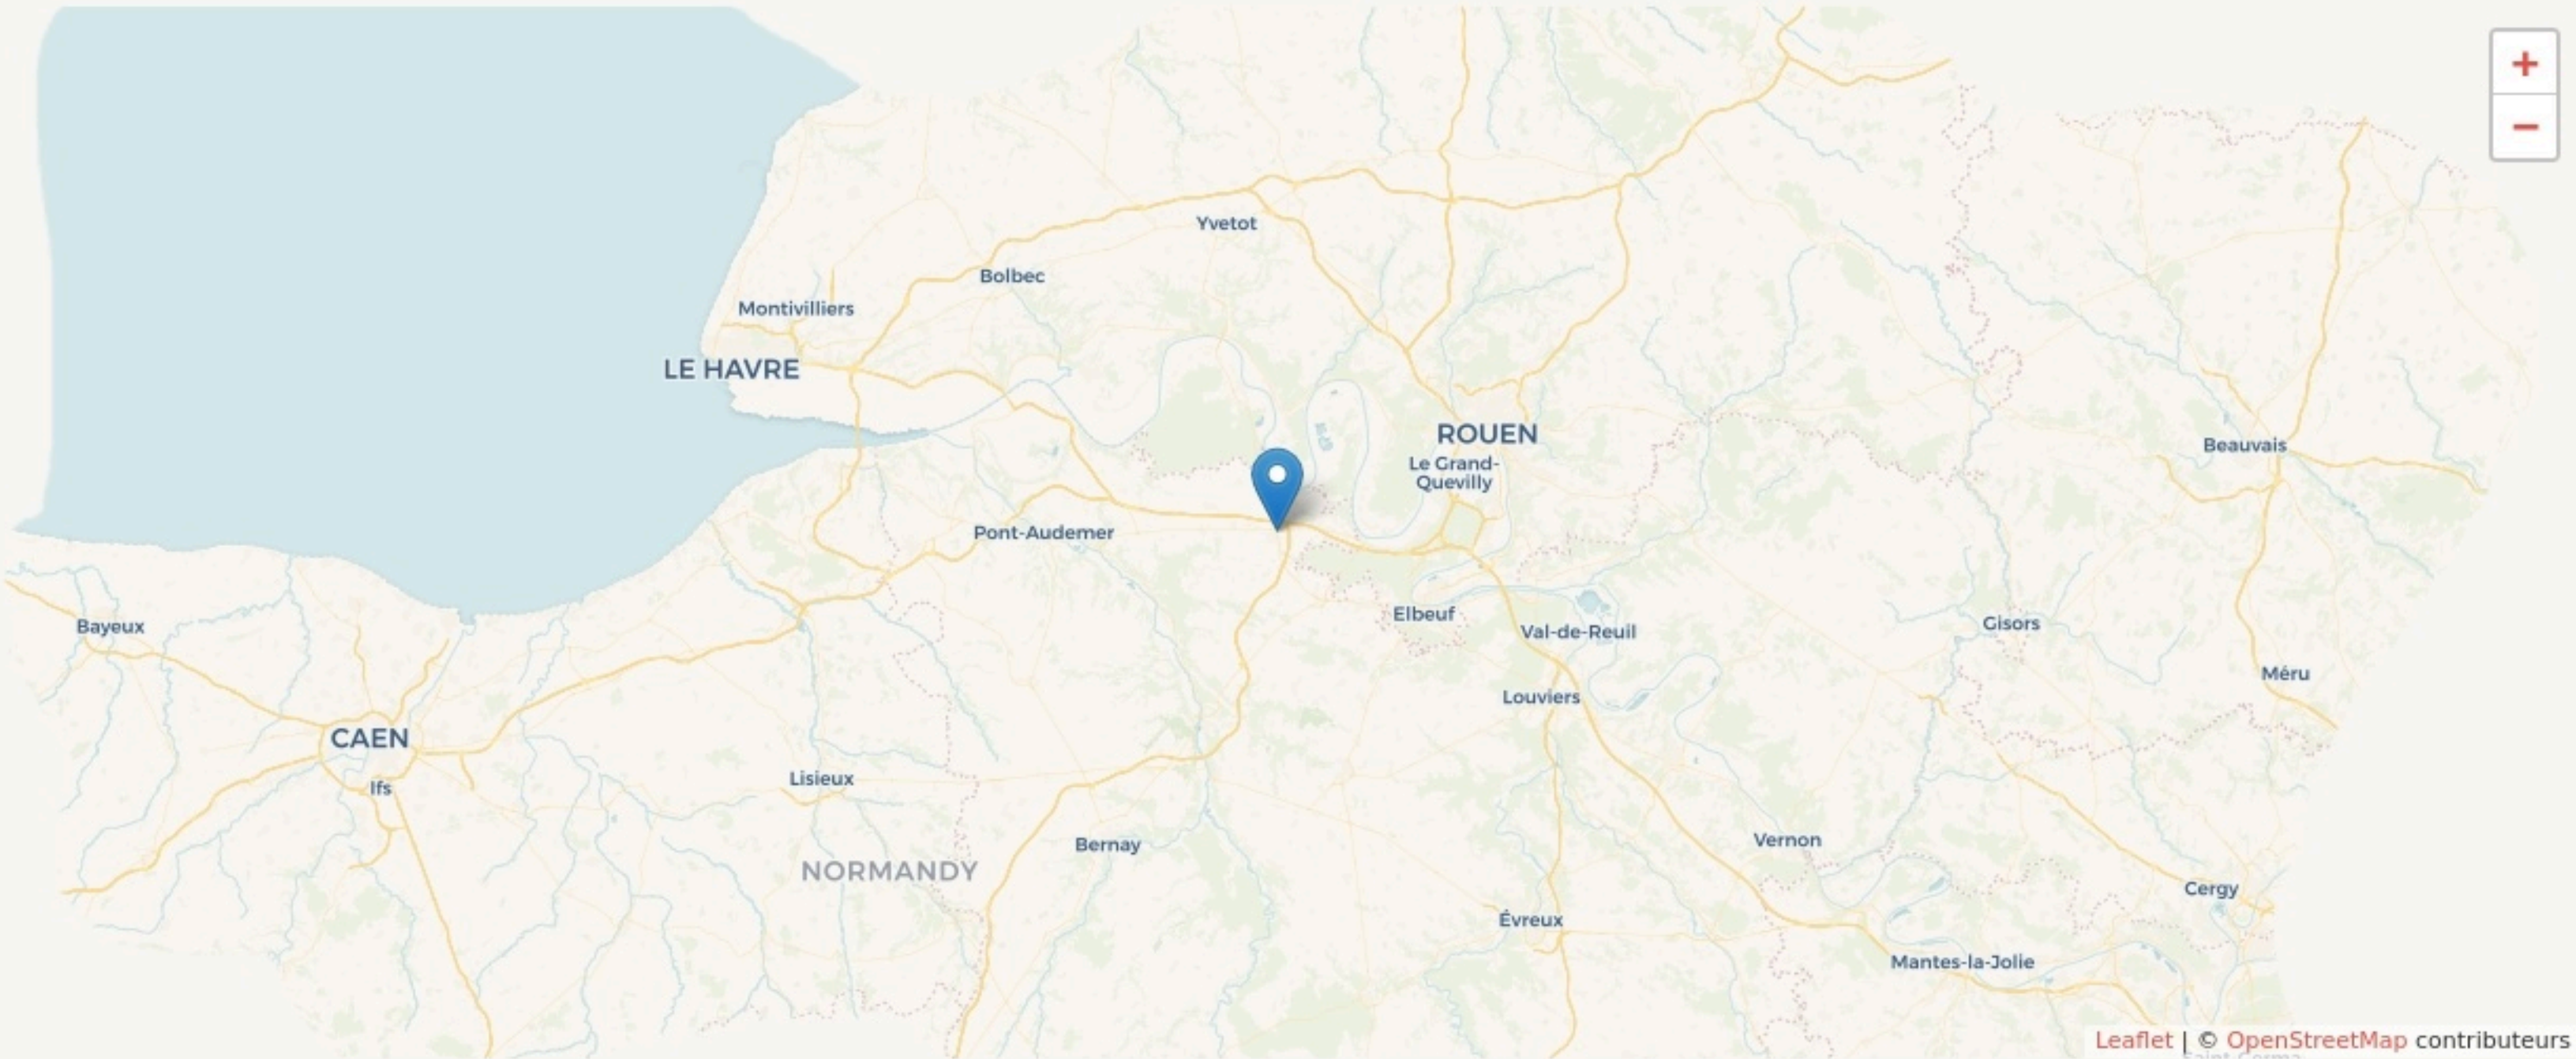 +
−
Yvetot
Bolbec
Montivilliers
LE HAVRE
ROUEN
Le Grand-
Quevilly
Beauvais
Pont-Audemer
Elbeuf
Val-de-Reuil
Gisors
Bayeux
Méru
Louviers
CAEN
Lisieux
Ifs
Bernay
Vernon
NORMANDY
Cergy
Évreux
Mantes-la-Jolie
Leaflet | © OpenStreetMap contributeurs